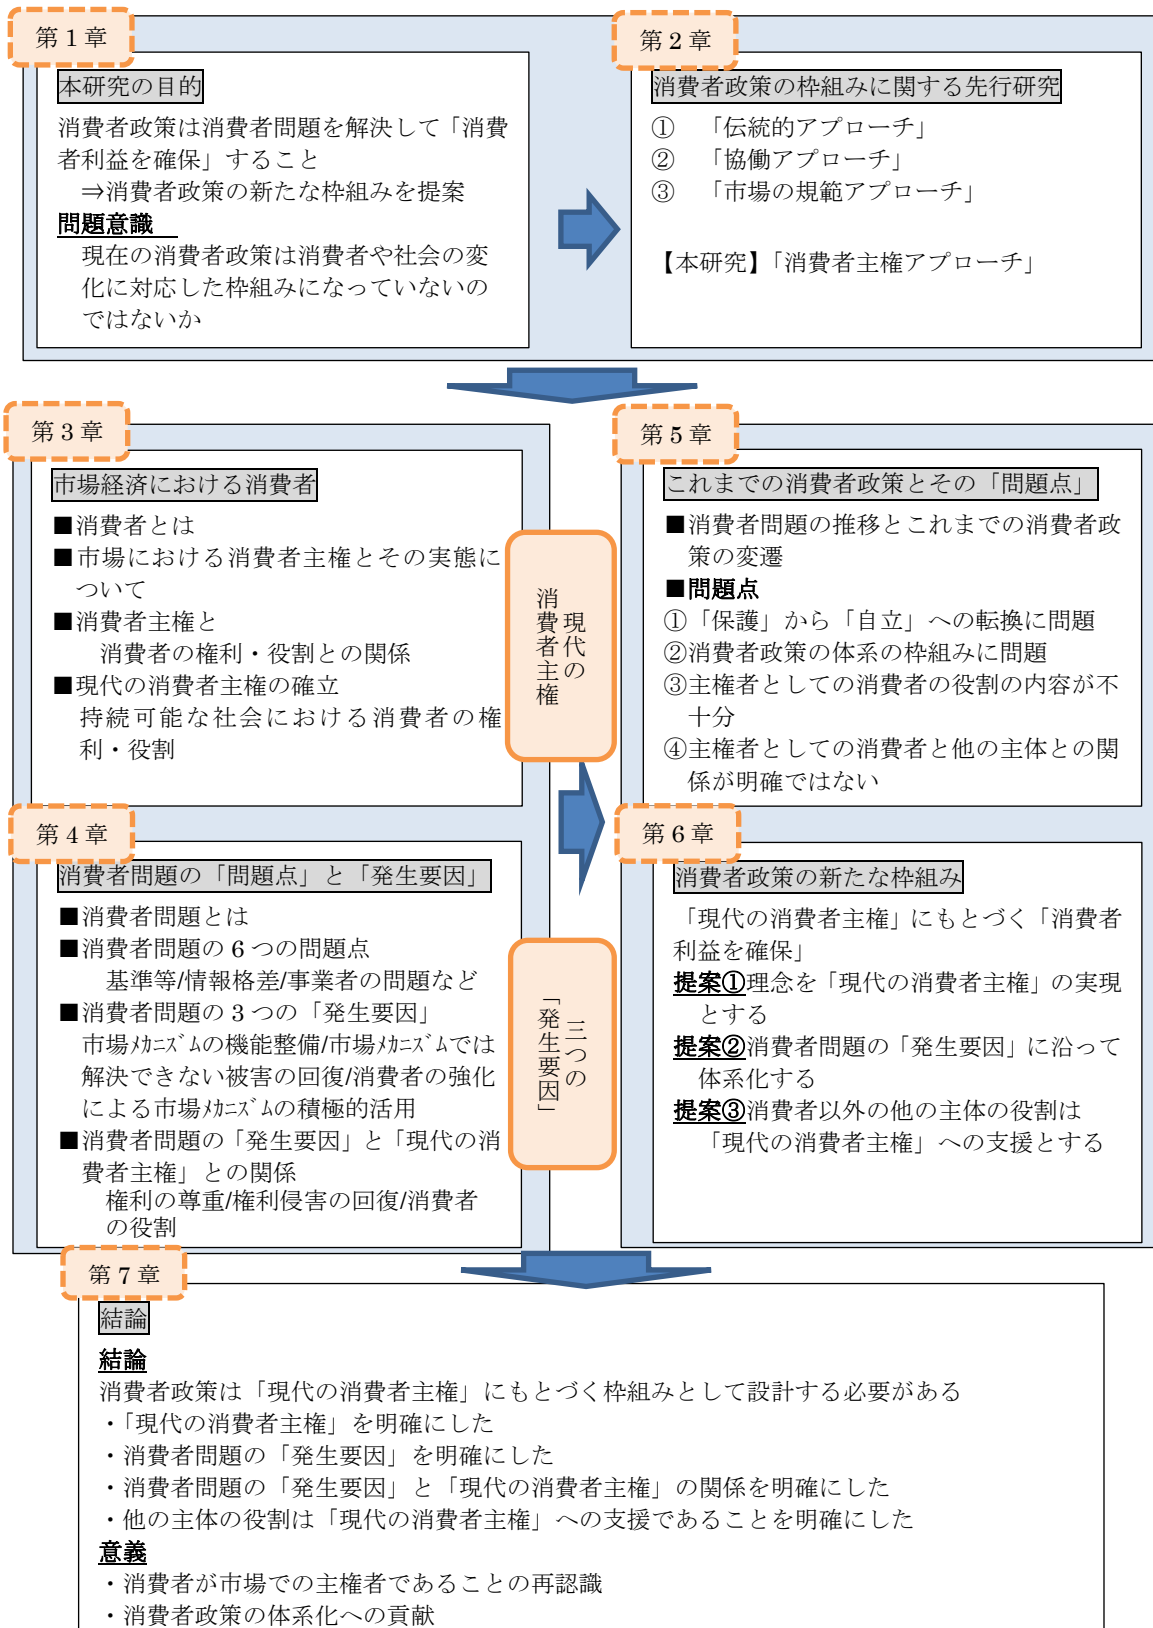 第 1 章
本研究の目的
消費者政策は消費者問題を解決して「消費
者利益を確保」すること
⇒消費者政策の新たな枠組みを提案
問題意識
現在の消費者政策は消費者や社会の変
化に対応した枠組みになっていないの
ではないか
第 2 章
消費者政策の枠組みに関する先行研究
① 「伝統的アプローチ」
② 「協働アプローチ」
③ 「市場の規範アプローチ」
【本研究】「消費者主権アプローチ」
第 3 章
市場経済における消費者
■消費者とは
■市場における消費者主権とその実態に
ついて
■消費者主権と
消費者の権利・役割との関係
■現代の消費者主権の確立
持続可能な社会における消費者の権
利・役割
第 4 章
消費者問題の「問題点」と「発生要因」
■消費者問題とは
■消費者問題の 6 つの問題点
基準等/情報格差/事業者の問題など
■消費者問題の 3 つの「発生要因」
市場ﾒｶﾆｽﾞﾑの機能整備/市場ﾒｶﾆｽﾞﾑでは
解決できない被害の回復/消費者の強化
による市場ﾒｶﾆｽﾞﾑの積極的活用
■消費者問題の「発生要因」と「現代の消
費者主権」との関係
権利の尊重/権利侵害の回復/消費者
の役割
現代の
消費者主権
三つの
「発生要因」
第 5 章
これまでの消費者政策とその「問題点」
■消費者問題の推移とこれまでの消費者政
策の変遷
■問題点
①「保護」から「自立」への転換に問題
②消費者政策の体系の枠組みに問題
③主権者としての消費者の役割の内容が不
十分
④主権者としての消費者と他の主体との関
係が明確ではない
第 6 章
消費者政策の新たな枠組み
「現代の消費者主権」にもとづく「消費者
利益を確保」
提案①理念を「現代の消費者主権」の実現
とする
提案②消費者問題の「発生要因」に沿って
体系化する
提案③消費者以外の他の主体の役割は
「現代の消費者主権」への支援とする
第 7 章
結論
結論
消費者政策は「現代の消費者主権」にもとづく枠組みとして設計する必要がある
・「現代の消費者主権」を明確にした
・消費者問題の「発生要因」を明確にした
・消費者問題の「発生要因」と「現代の消費者主権」の関係を明確にした
・他の主体の役割は「現代の消費者主権」への支援であることを明確にした
意義
・消費者が市場での主権者であることの再認識
・消費者政策の体系化への貢献